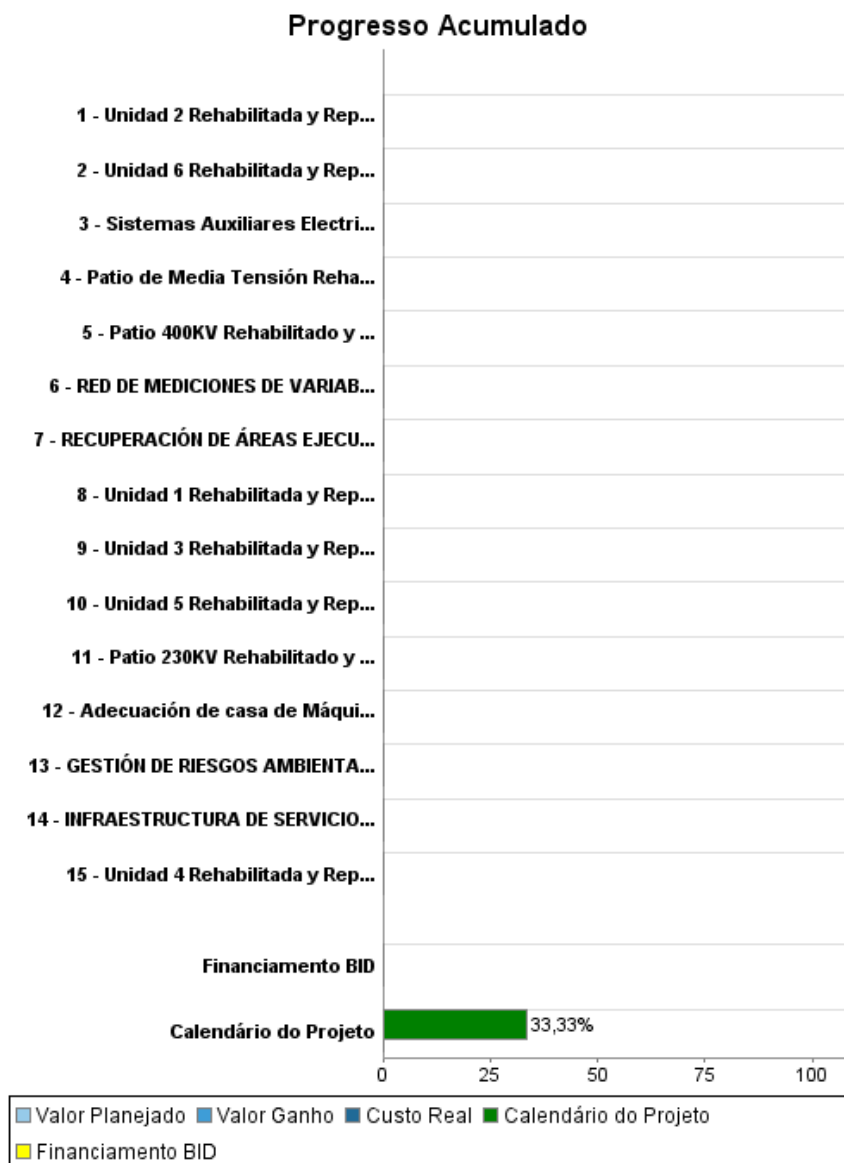 Progresso Acumulado
1 - Unidad 2 Rehabilitada y Rep...
2 - Unidad 6 Rehabilitada y Rep...
3 - Sistemas Auxiliares Electri...
4 - Patio de Media Tensión Reha...
5 - Patio 400KV Rehabilitado y ...
6 - RED DE MEDICIONES DE VARIAB...
7 - RECUPERACIÓN DE ÁREAS EJECU...
8 - Unidad 1 Rehabilitada y Rep...
9 - Unidad 3 Rehabilitada y Rep...
10 - Unidad 5 Rehabilitada y Rep...
11 - Patio 230KV Rehabilitado y ...
12 - Adecuación de casa de Máqui...
13 - GESTIÓN DE RIESGOS AMBIENTA...
14 - INFRAESTRUCTURA DE SERVICIO...
15 - Unidad 4 Rehabilitada y Rep...
Financiamento BID
Calendário do Projeto 33,33%
0 25 50 75 100
Valor Planejado Valor Ganho Custo Real Calendário do Projeto
Financiamento BID